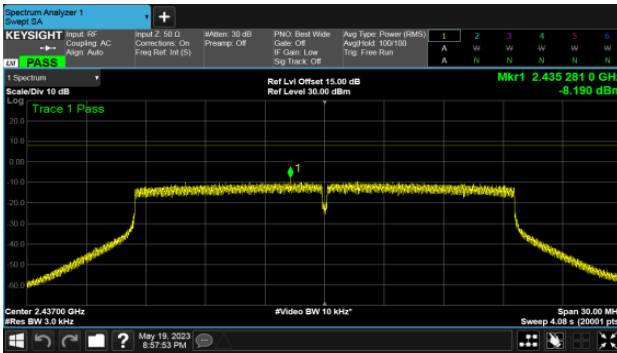 Spectrum Analyzer 1
Swept SA
+
KEYSIGHT Input: RF Input Z: 50 Ω #Atten: 30 dB PNO: Best Wide Avg Type: Power (RMS) 1 2 3 4 5 6
Coupling: AC Corrections: On Preamp: Off Gate: Off Avg|Hold: 100/100 A W W W W W
Align: Auto Freq Ref: Int (S) IF Gain: Low Trig: Free Run
Sig Track: Off A N N N N N
LXI PASS
1 Spectrum
Ref Lvl Offset 15.00 dB Mkr1 2.435 281 0 GHz
Scale/Div 10 dB Ref Level 30.00 dBm -8.190 dBm
Log
Trace 1 Pass
20.0
10.0
0.00
1
-10.0
-20.0
-30.0
-40.0
-50.0
-60.0
Center 2.43700 GHz #Video BW 10 kHz* Span 30.00 MH
#Res BW 3.0 kHz Sweep 4.08 s (20001 pts
? May 19, 2023
8:57:53 PM